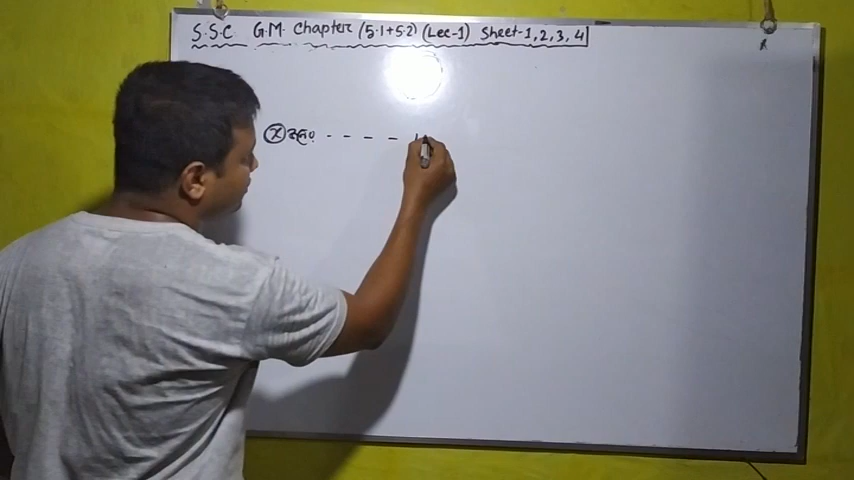 S.S.C. G.M. Chapter (5.1+5.2) (Lec-1) Sheet-1,2,3,4
R
(x) - - - -